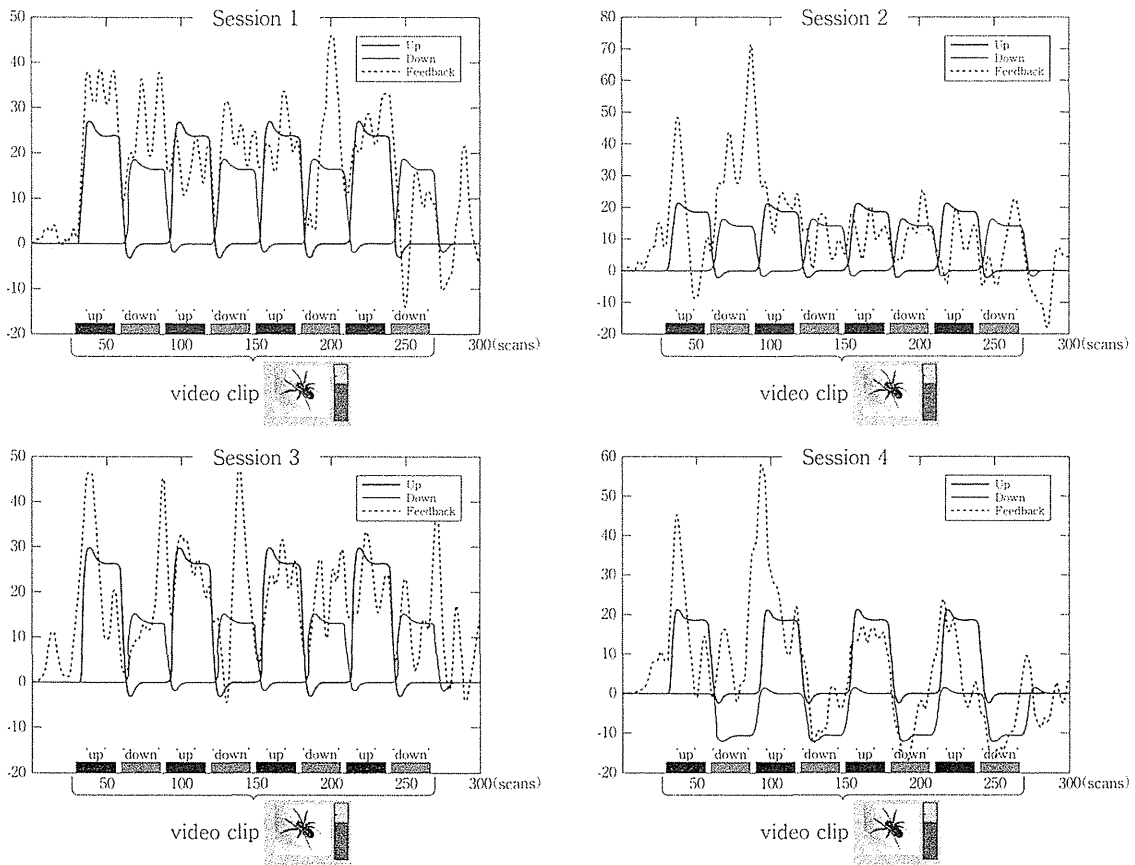 Session 1
50
40
30
20
10
0
-10
-20
Up
Down
Feedback
'up' 'down' 'up' 'down' 'up' 'down' 'up' 'down'
50 100 150 200 250 300(scans)
video clip
Session 2
80
70
60
50
40
30
20
10
0
-10
-20
Up
Down
Feedback
'up' 'down' 'up' 'down' 'up' 'down' 'up' 'down'
50 100 150 200 250 300(scans)
video clip
Session 3
50
40
30
20
10
0
-10
-20
Up
Down
Feedback
'up' 'down' 'up' 'down' 'up' 'down' 'up' 'down'
50 100 150 200 250 300(scans)
video clip
Session 4
60
50
40
30
20
10
0
-10
-20
Up
Down
Feedback
'up' 'down' 'up' 'down' 'up' 'down' 'up' 'down'
50 100 150 200 250 300(scans)
video clip